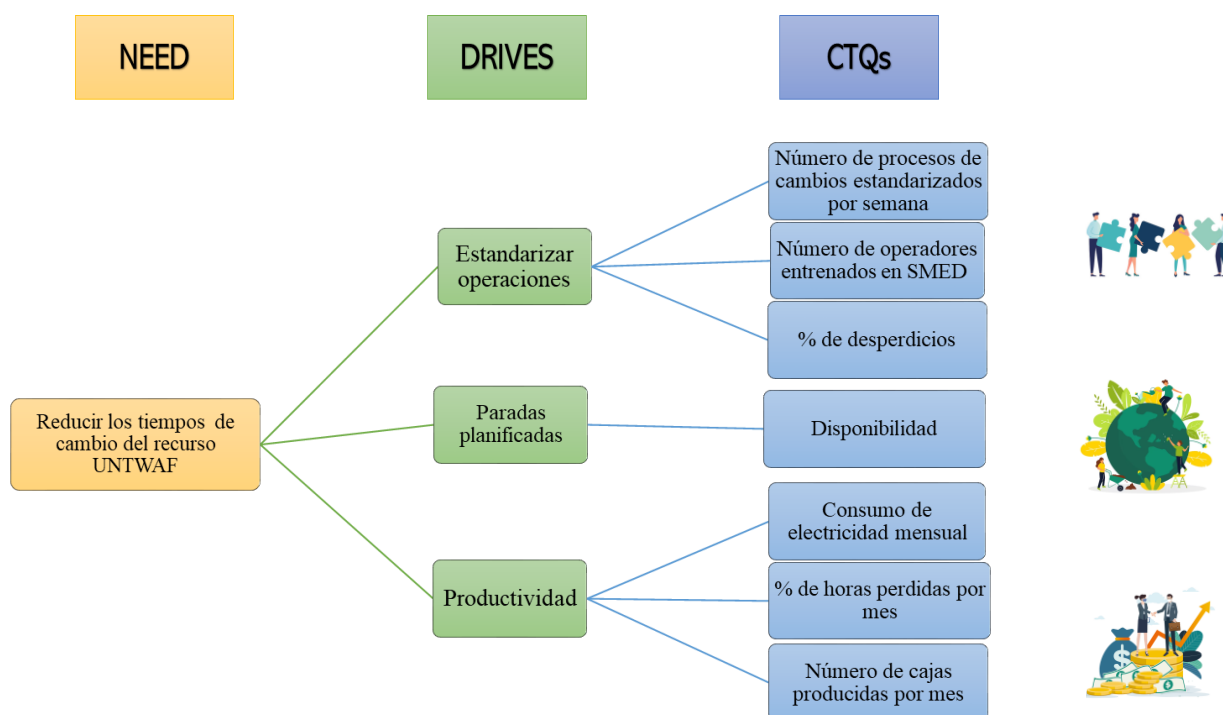 NEED
DRIVES
CTQs
Número de procesos de
cambios estandarizados
por semana
Estandarizar
operaciones
Número de operadores
entrenados en SMED
% de desperdicios
Reducir los tiempos de
cambio del recurso
UNTWAF
Paradas
planificadas
Disponibilidad
Consumo de
electricidad mensual
Productividad
% de horas perdidas por
mes
Número de cajas
producidas por mes
$